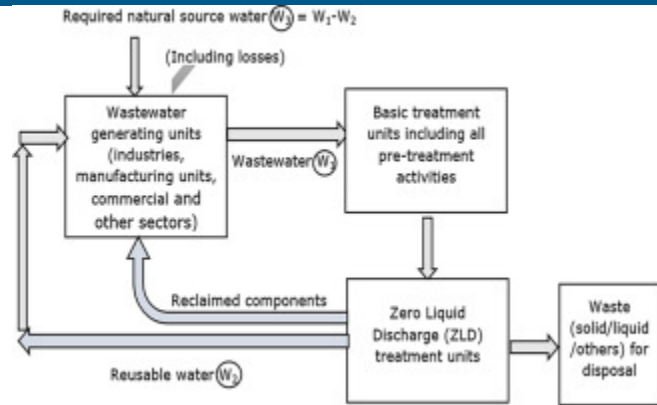 Required natural source water W₃ = W₁-W₂
(Including losses)
Wastewater
generating units
(industries,
manufacturing units,
commercial and
other sectors)
Wastewater W₁
Basic treatment
units including all
pre-treatment
activities
Reclaimed components
Zero Liquid
Discharge (ZLD)
treatment units
Waste
(solid/liquid
/others) for
disposal
Reusable water W₂